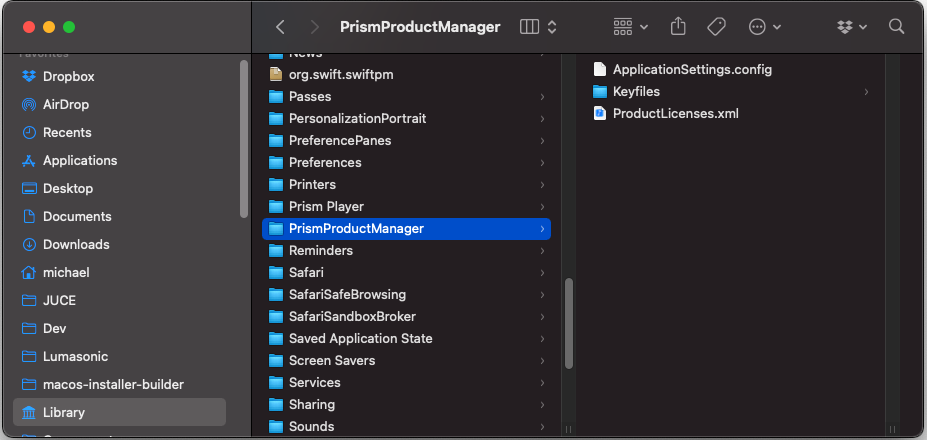 PrismProductManager
Favorites
Dropbox
AirDrop
Recents
Applications
Desktop
Documents
Downloads
michael
JUCE
Dev
Lumasonic
macos-installer-builder
Library
News
org.swift.swiftpm
Passes
PersonalizationPortrait
PreferencePanes
Preferences
Printers
Prism Player
PrismProductManager
Reminders
Safari
SafariSafeBrowsing
SafariSandboxBroker
Saved Application State
Screen Savers
Services
Sharing
Sounds
ApplicationSettings.config
Keyfiles
ProductLicenses.xml